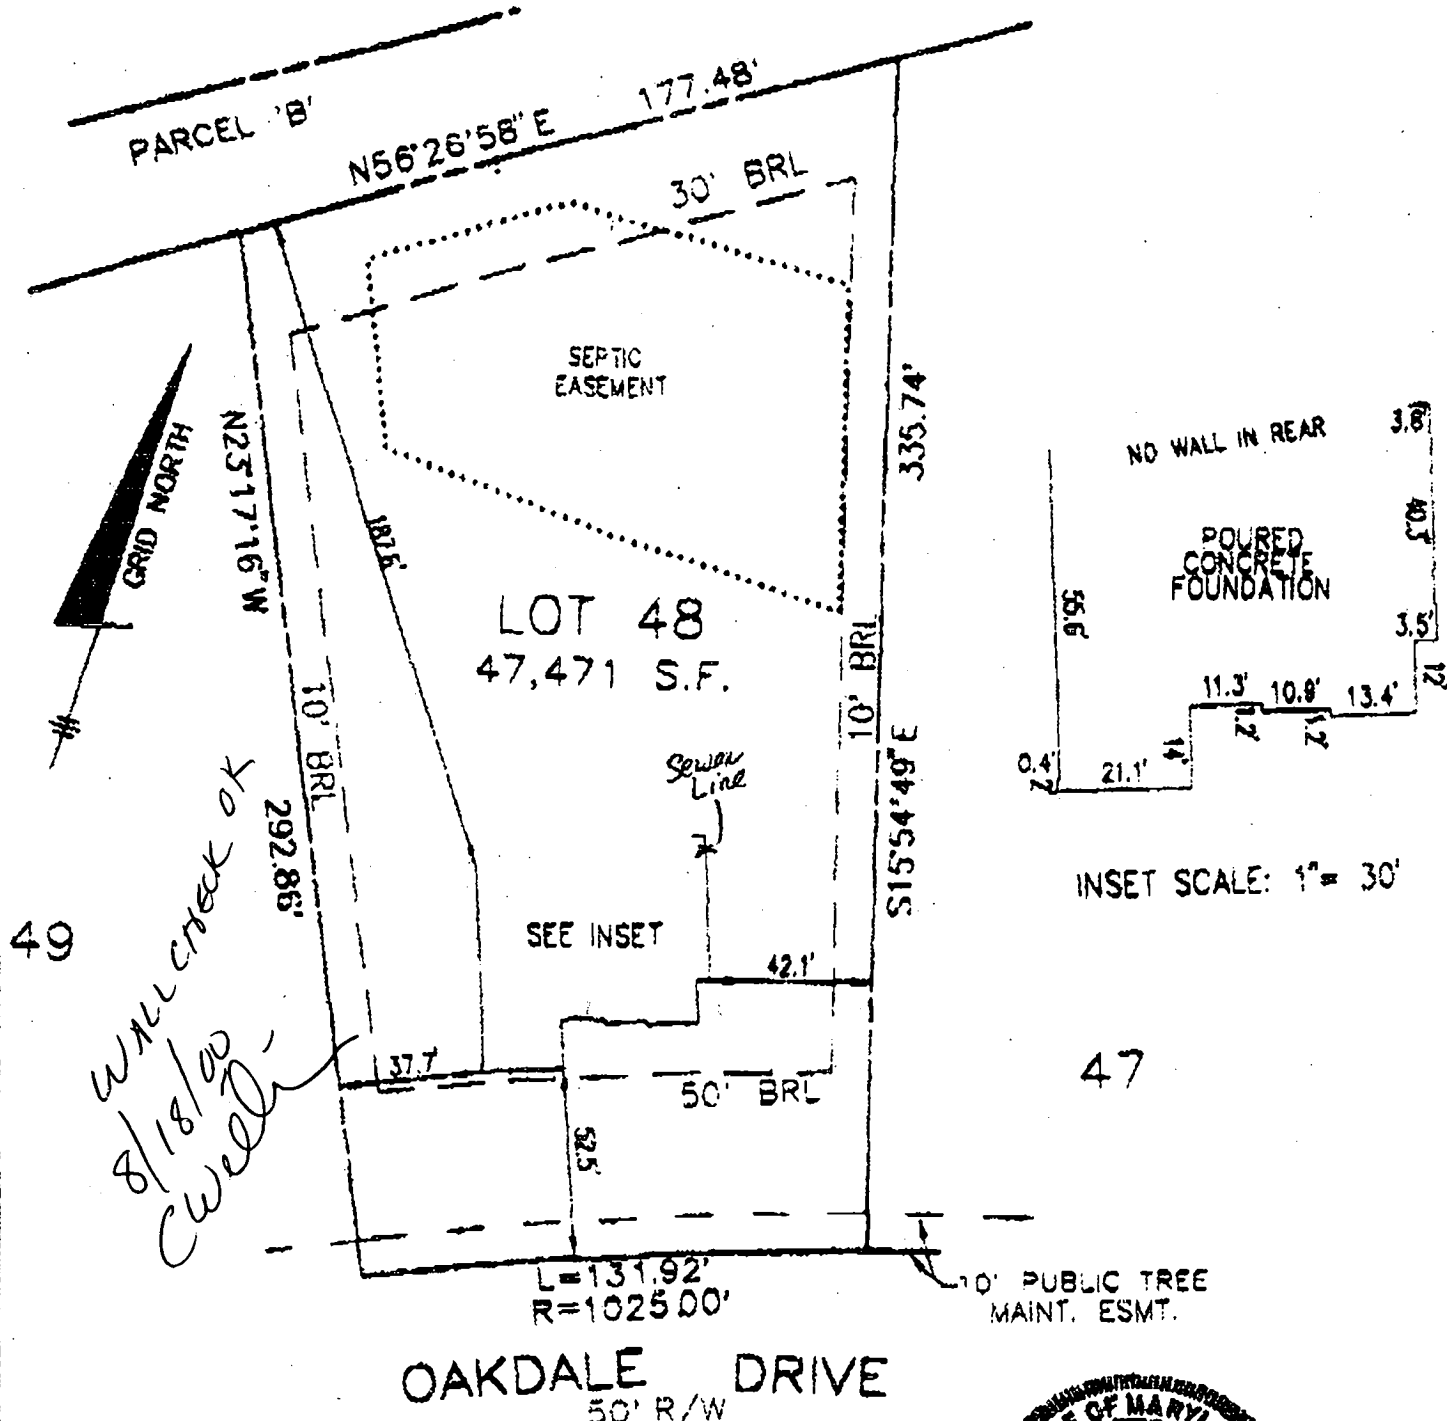 PARCEL 'B'
N56°26'58" E 177.48'
30' BRL
SEPTIC
EASEMENT
GRID NORTH
N23°17'16" W
292.86'
187.6'
335.74'
S15°54'49" E
LOT 48
47,471 S.F.
10' BRL
10' BRL
Sewer
Line
NO WALL IN REAR
3.8'
40.3'
POURED
CONCRETE
FOUNDATION
55.6'
3.5'
12'
11.3'
10.9'
13.4'
1.2'
1.2'
14'
0.4'
2'
21.1'
INSET SCALE: 1"= 30'
WALL CHECK OK
8/18/00
49
SEE INSET
42.1'
37.7'
50' BRL
52.5'
47
L=131.92'
R=1025.00'
10' PUBLIC TREE
MAINT. ESMT.
OAKDALE DRIVE
50' R/W
OF MARYL